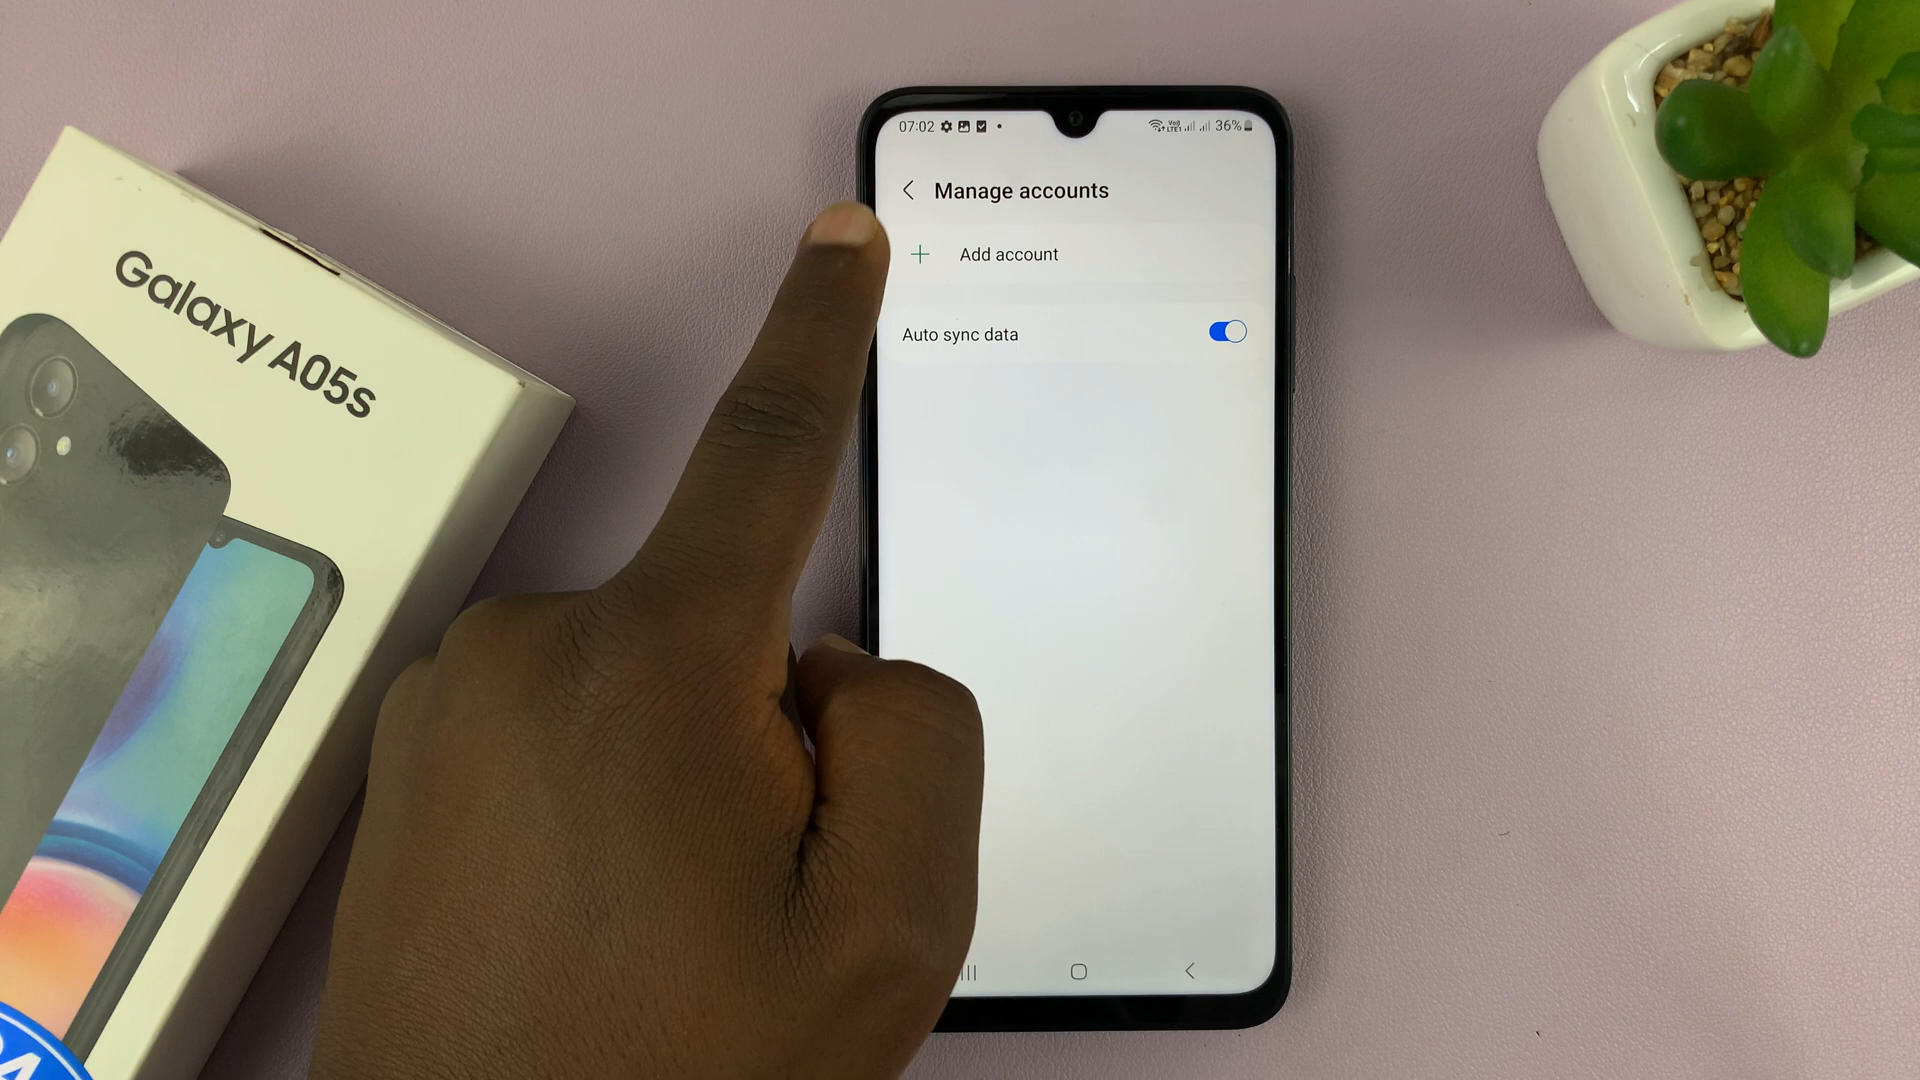 Galaxy A05s
07:02
36%
Manage accounts
Add account
Auto sync data